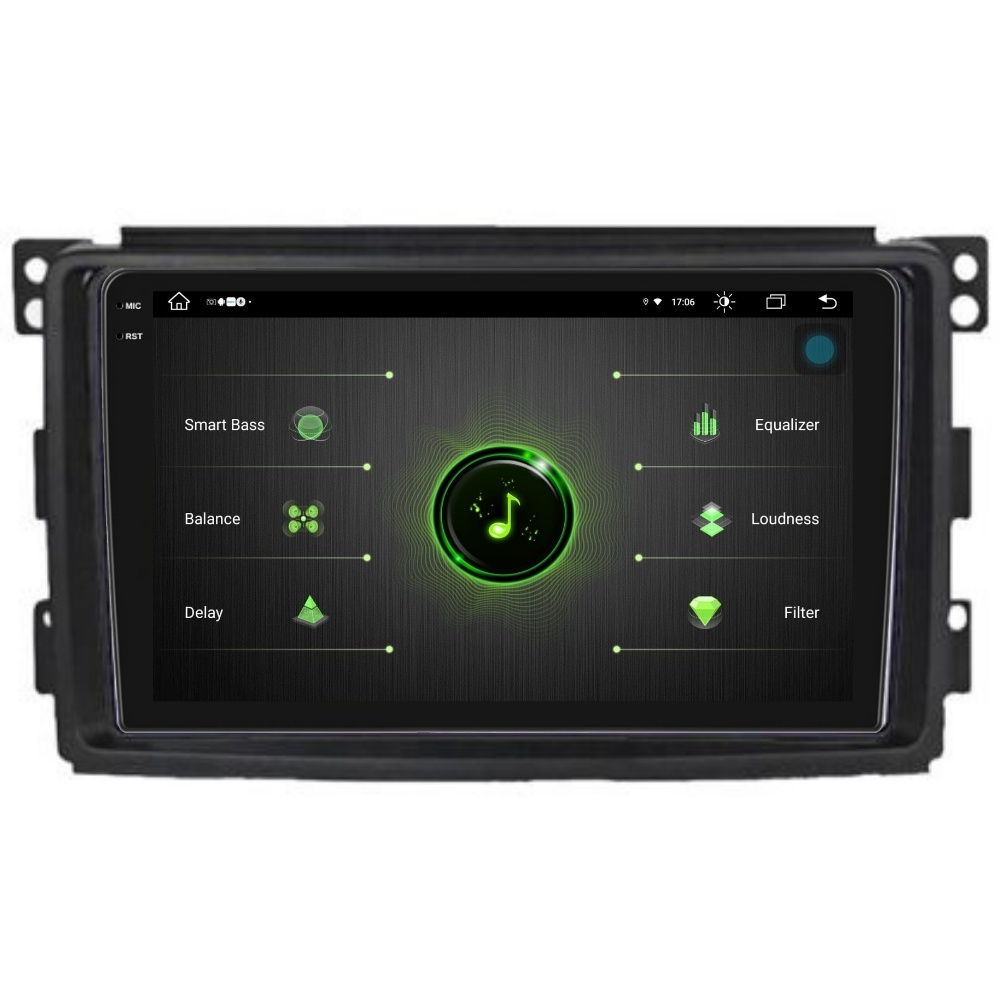 MIC
17:06
RST
Smart Bass
Equalizer
Balance
Loudness
Delay
Filter